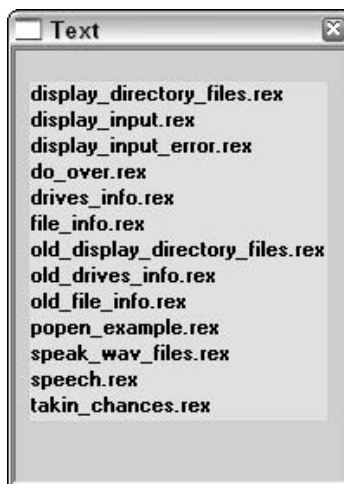 Text
display_directory_files.rex
display_input.rex
display_input_error.rex
do_over.rex
drives_info.rex
file_info.rex
old_display_directory_files.rex
old_drives_info.rex
old_file_info.rex
popen_example.rex
speak_wav_files.rex
speech.rex
takin_chances.rex